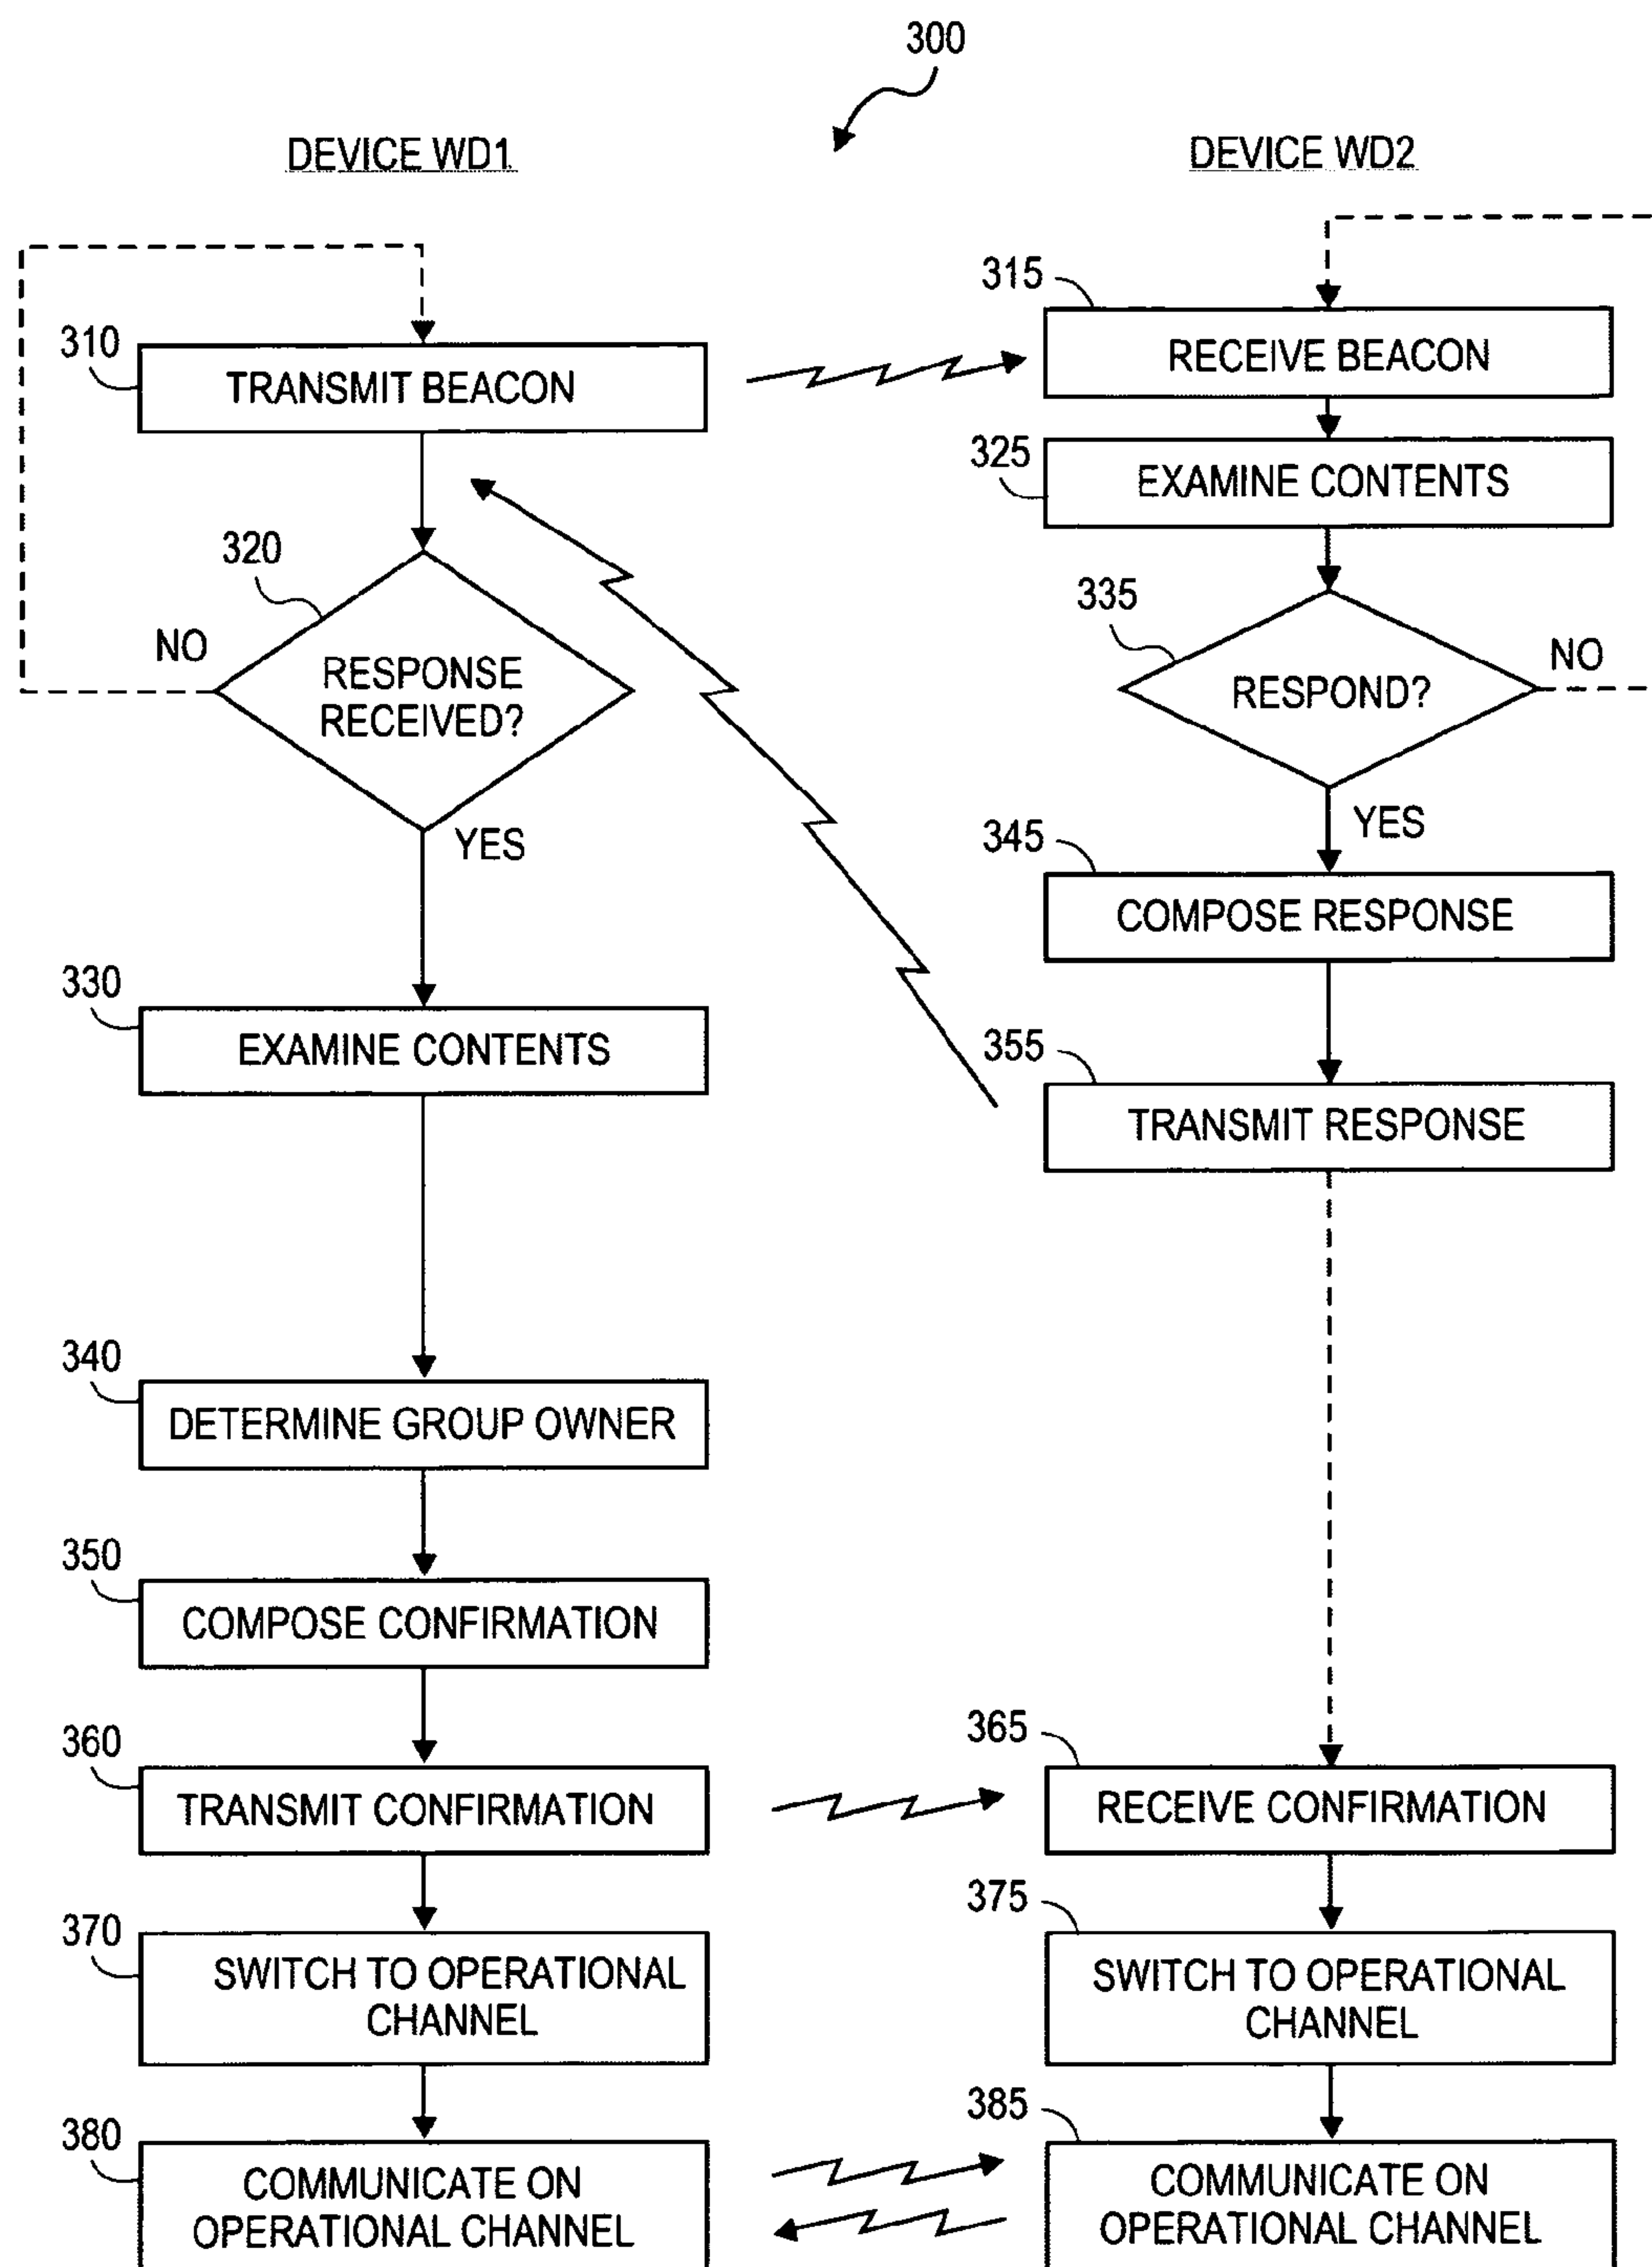 300
DEVICE WD1
DEVICE WD2
310
TRANSMIT BEACON
315
RECEIVE BEACON
325
EXAMINE CONTENTS
320
NO
RESPONSE
RECEIVED?
YES
335
NO
RESPOND?
YES
345
COMPOSE RESPONSE
330
EXAMINE CONTENTS
355
TRANSMIT RESPONSE
340
DETERMINE GROUP OWNER
350
COMPOSE CONFIRMATION
360
TRANSMIT CONFIRMATION
365
RECEIVE CONFIRMATION
370
SWITCH TO OPERATIONAL
CHANNEL
375
SWITCH TO OPERATIONAL
CHANNEL
380
COMMUNICATE ON
OPERATIONAL CHANNEL
385
COMMUNICATE ON
OPERATIONAL CHANNEL